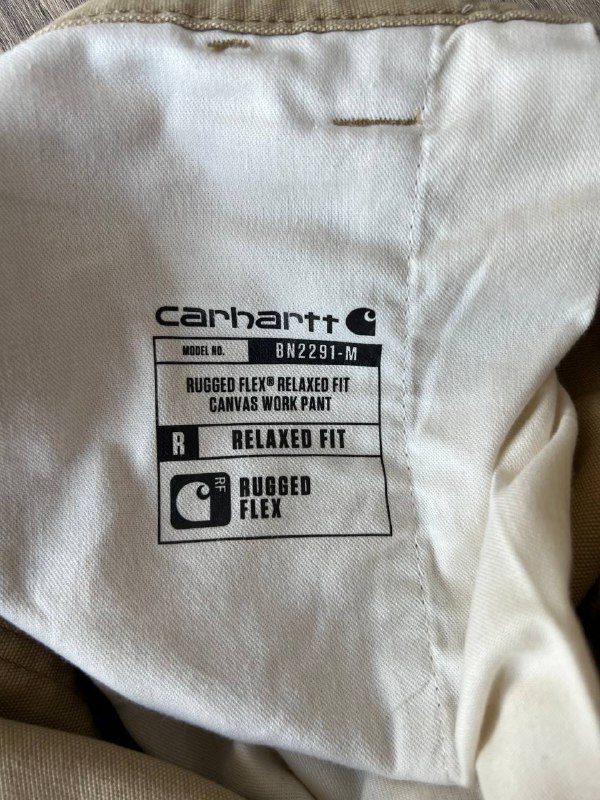 carhartt
MODEL NO. BN2291-M
RUGGED FLEX® RELAXED FIT
CANVAS WORK PANT
R RELAXED FIT
RF
RUGGED
FLEX